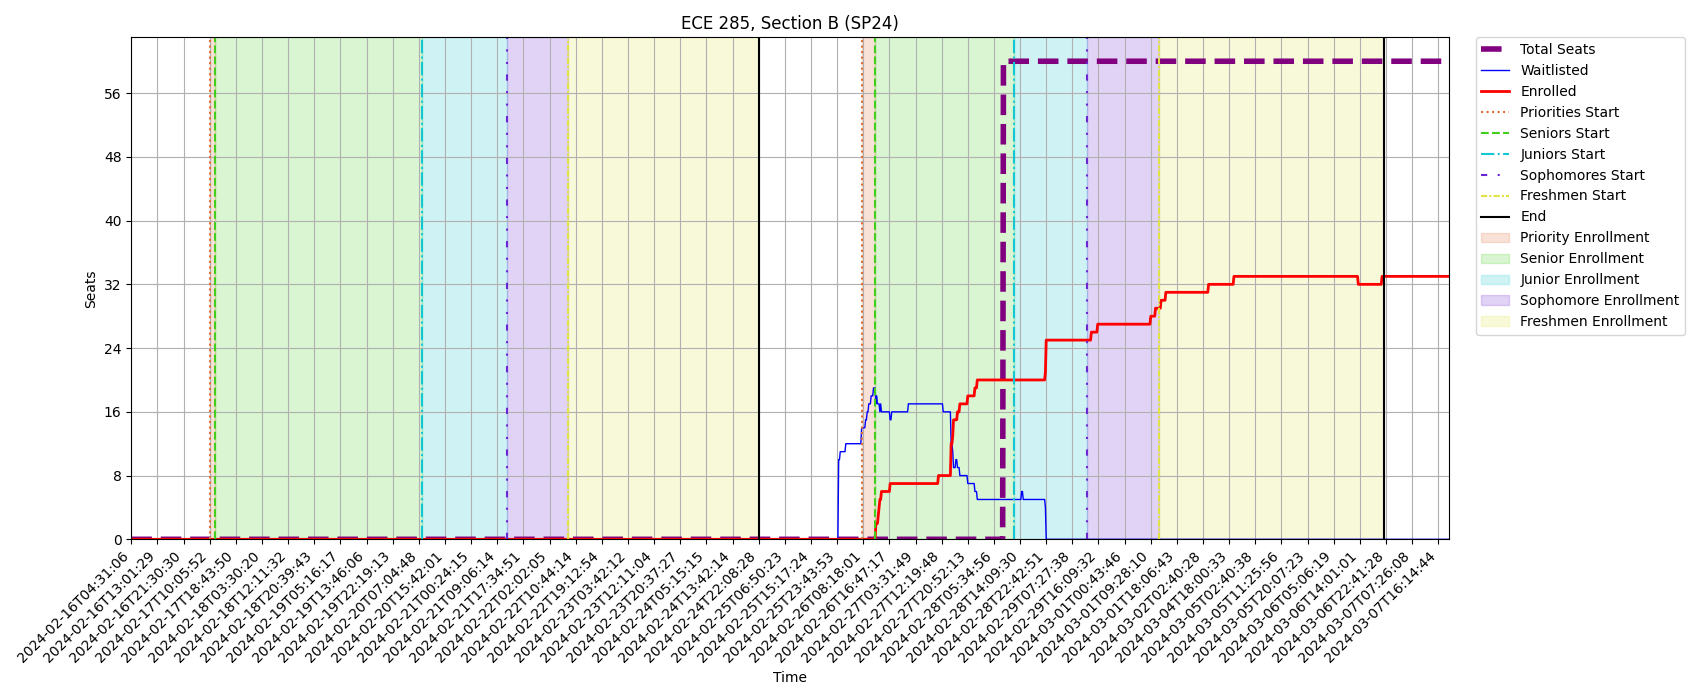 ECE 285, Section B (SP24)
Seats
56
48
40
32
24
16
8
0
2024-02-16T04:31:06
2024-02-16T13:01:29
2024-02-16T21:30:30
2024-02-17T10:05:52
2024-02-17T18:43:50
2024-02-18T03:30:20
2024-02-18T12:11:32
2024-02-18T20:39:43
2024-02-19T05:16:17
2024-02-19T13:46:06
2024-02-19T22:19:13
2024-02-20T07:04:48
2024-02-20T15:42:01
2024-02-21T00:24:15
2024-02-21T09:06:14
2024-02-21T17:34:51
2024-02-22T02:02:05
2024-02-22T10:44:14
2024-02-22T19:12:54
2024-02-23T03:42:12
2024-02-23T12:11:04
2024-02-23T20:37:27
2024-02-24T05:15:15
2024-02-24T13:42:14
2024-02-24T22:08:28
2024-02-25T06:50:23
2024-02-25T15:17:24
2024-02-25T23:43:53
2024-02-26T08:18:01
2024-02-26T16:47:17
2024-02-27T03:31:49
2024-02-27T12:19:48
2024-02-27T20:52:13
2024-02-28T05:34:56
2024-02-28T14:09:30
2024-02-28T22:42:51
2024-02-29T07:27:38
2024-02-29T16:09:32
2024-03-01T00:43:46
2024-03-01T09:28:10
2024-03-01T18:06:43
2024-03-02T02:40:28
2024-03-04T18:00:33
2024-03-05T02:40:38
2024-03-05T11:25:56
2024-03-05T20:07:23
2024-03-06T05:06:19
2024-03-06T14:01:01
2024-03-06T22:41:28
2024-03-07T07:26:08
2024-03-07T16:14:44
Time
Total Seats
Waitlisted
Enrolled
Priorities Start
Seniors Start
Juniors Start
Sophomores Start
Freshmen Start
End
Priority Enrollment
Senior Enrollment
Junior Enrollment
Sophomore Enrollment
Freshmen Enrollment